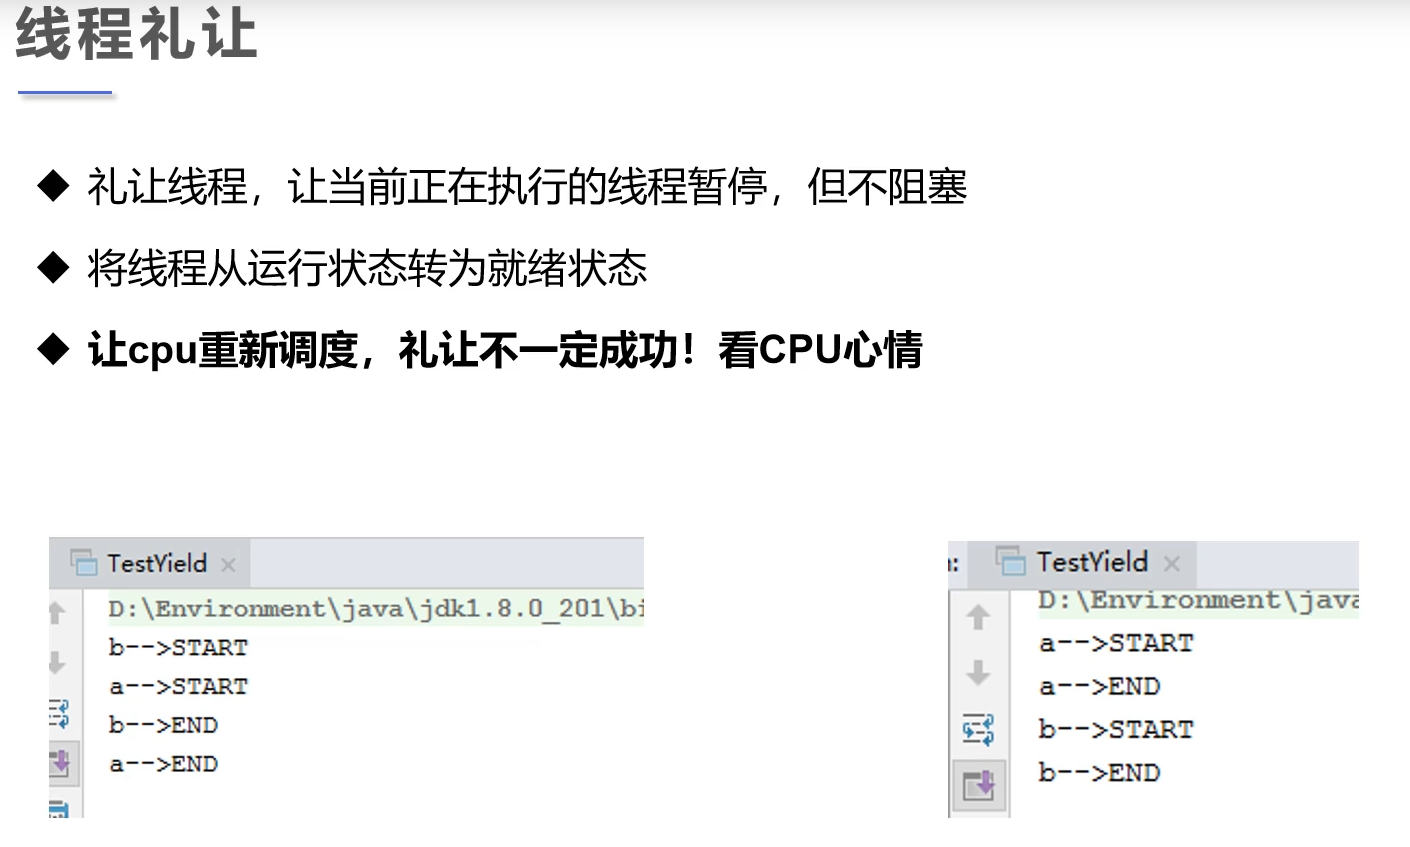 线程礼让
◆ 礼让线程，让当前正在执行的线程暂停，但不阻塞
◆ 将线程从运行状态转为就绪状态
◆ 让cpu重新调度，礼让不一定成功！看CPU心情
TestYield ×
D:\Environment\java\jdk1.8.0_201\bi
b-->START
a-->START
b-->END
a-->END
TestYield ×
D:\Environment\java
a-->START
a-->END
b-->START
b-->END